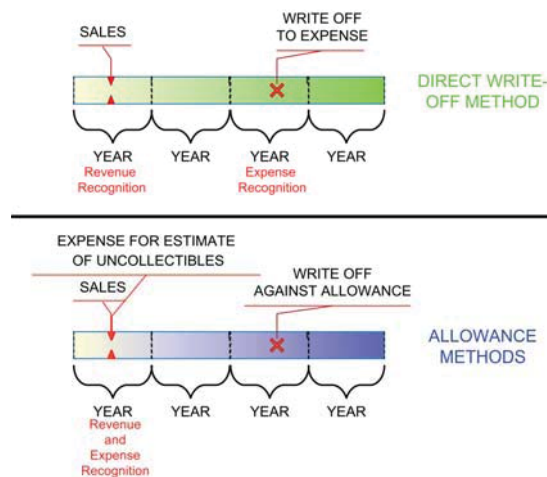 SALES
WRITE OFF
TO EXPENSE
DIRECT WRITE-
OFF METHOD
YEAR YEAR YEAR YEAR
Revenue
Recognition
Expense
Recognition
EXPENSE FOR ESTIMATE
OF UNCOLLECTIBLES
SALES
WRITE OFF
AGAINST ALLOWANCE
ALLOWANCE
METHODS
YEAR YEAR YEAR YEAR
Revenue
and
Expense
Recognition